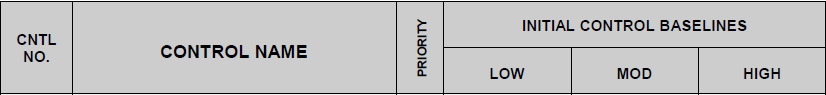 CNTL
NO.
CONTROL NAME
PRIORITY
INITIAL CONTROL BASELINES
LOW
MOD
HIGH